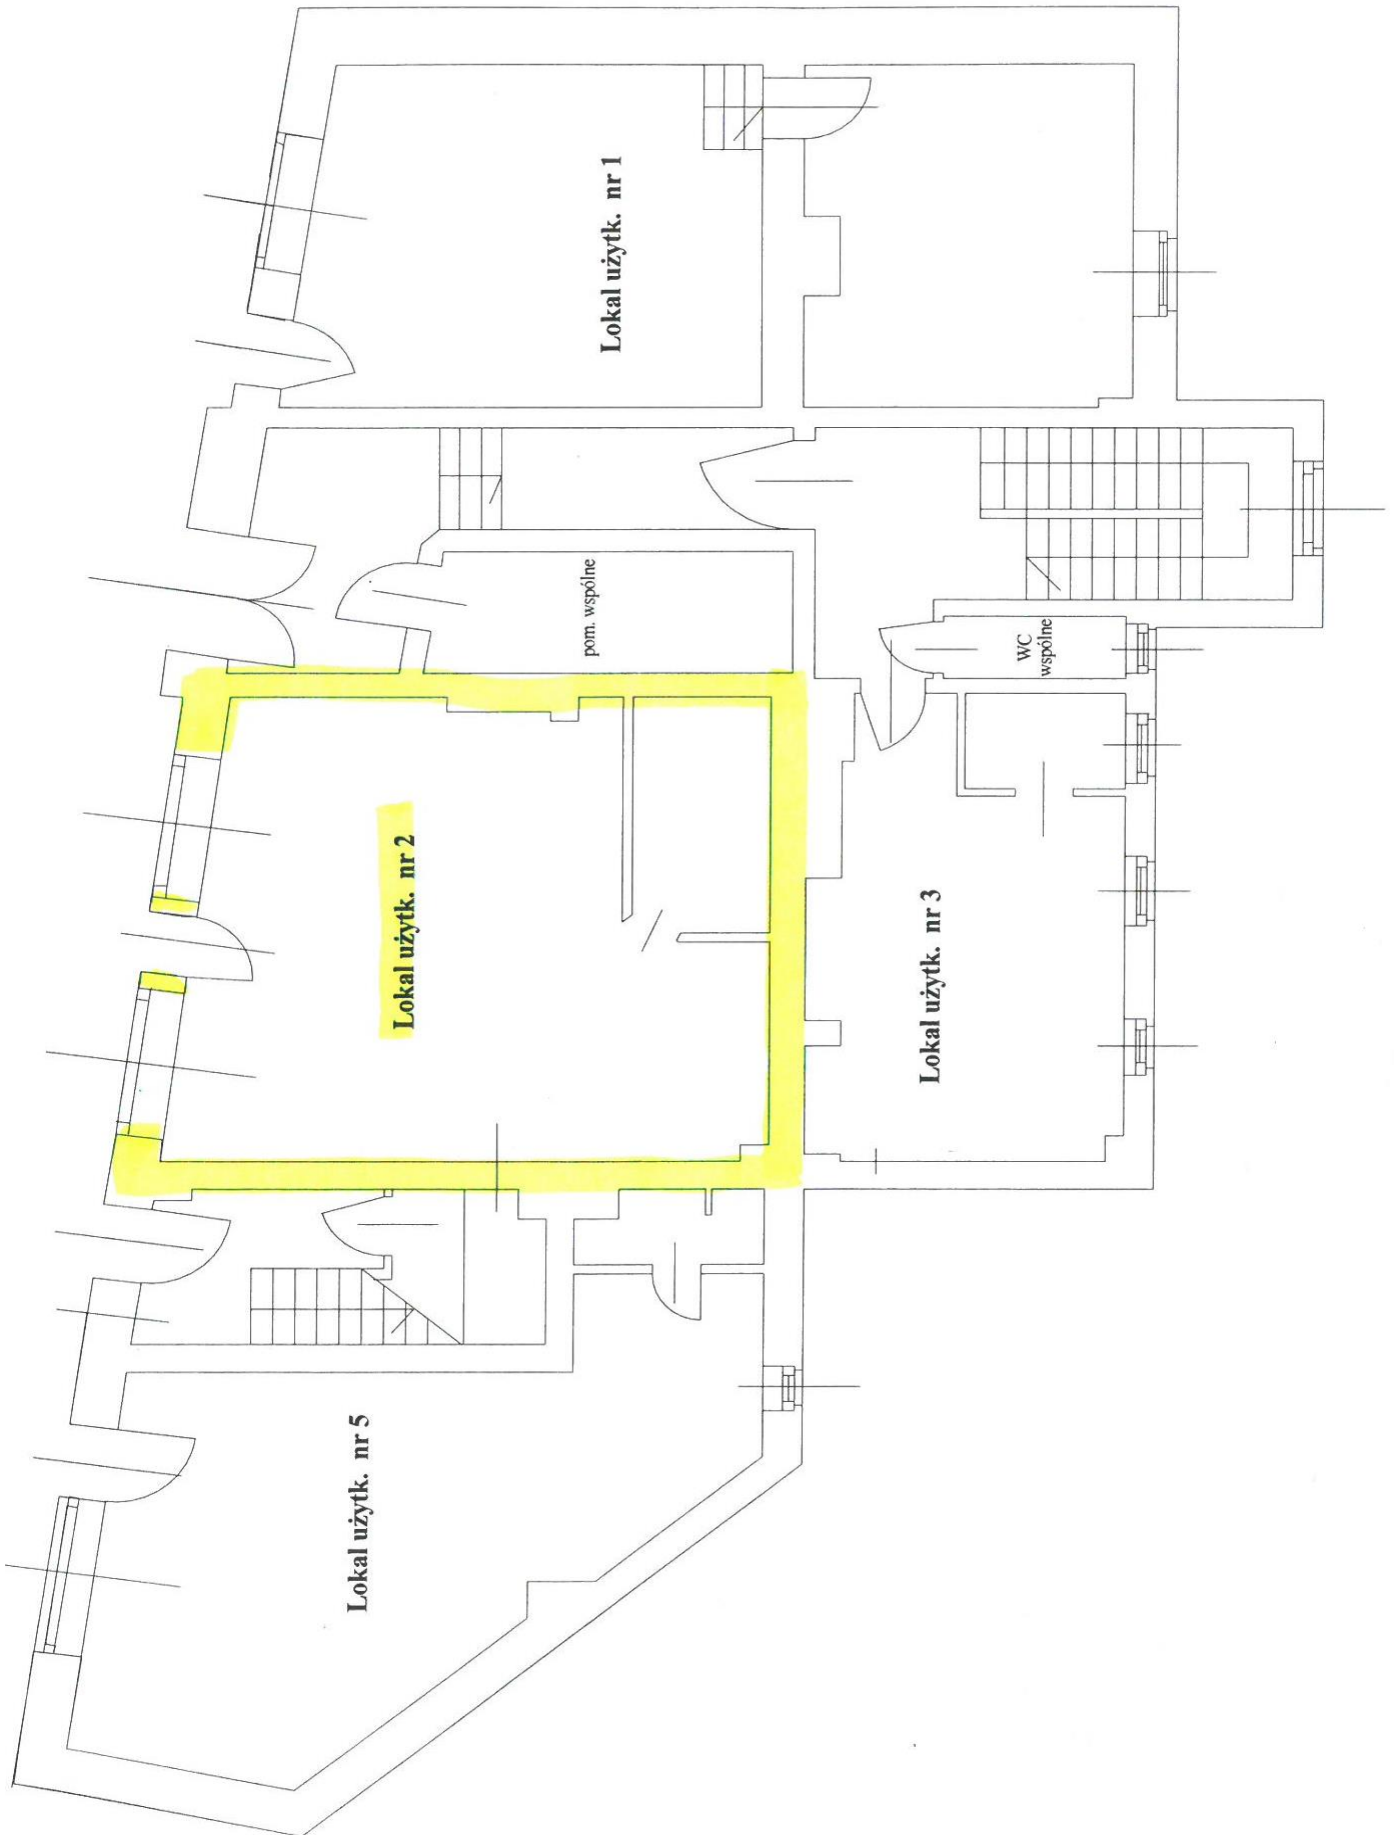 Lokal użytk. nr 1
pom. wspólne
WC
wspólne
Lokal użytk. nr 2
Lokal użytk. nr 3
Lokal użytk. nr 5